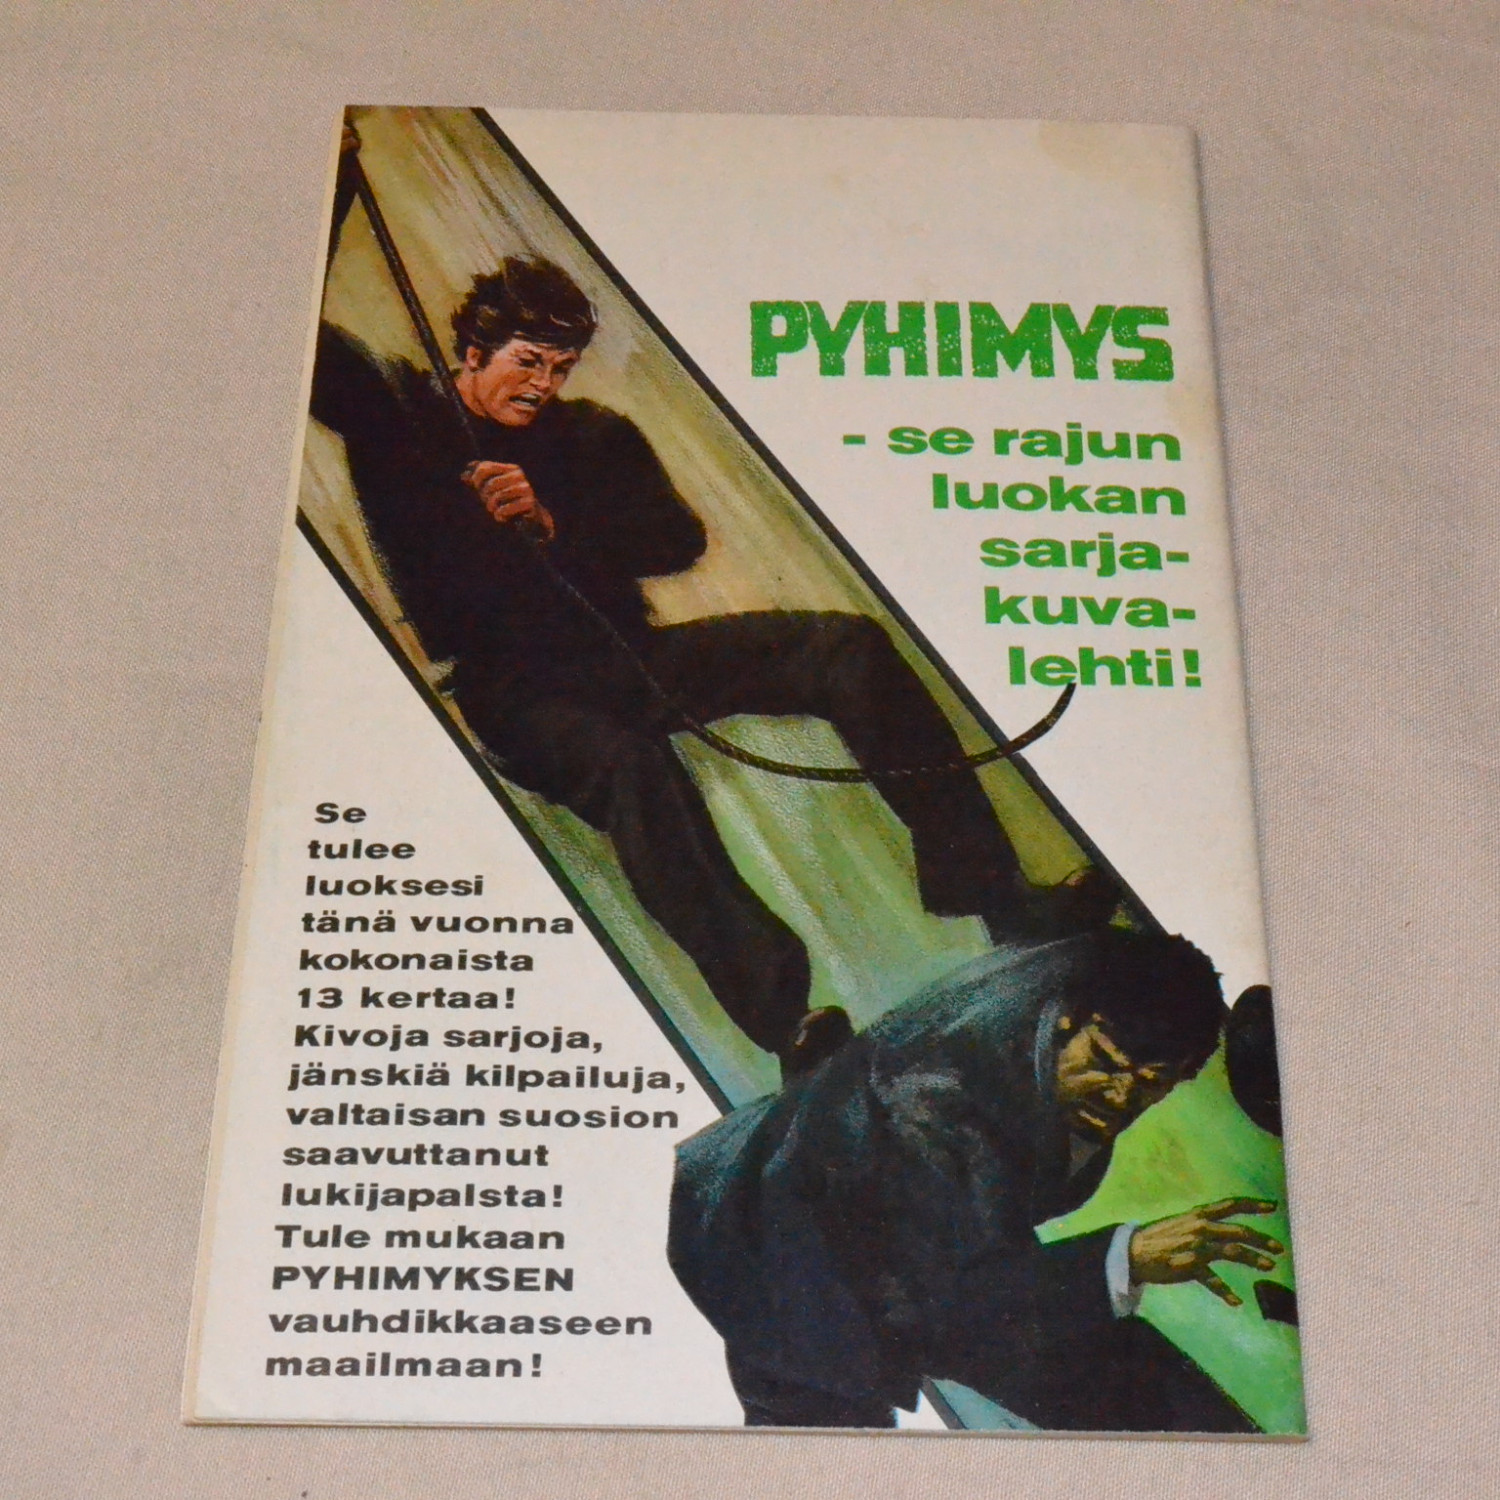 PYHIMYS
- se rajun
luokan
sarja-
kuva-
lehti!
Se
tulee
luoksesi
tänä vuonna
kokonaista
13 kertaa!
Kivoja sarjoja,
jänskiä kilpailuja,
valtaisan suosion
saavuttanut
lukijapalsta!
Tule mukaan
PYHIMYKSEN
vauhdikkaaseen
maailmaan!